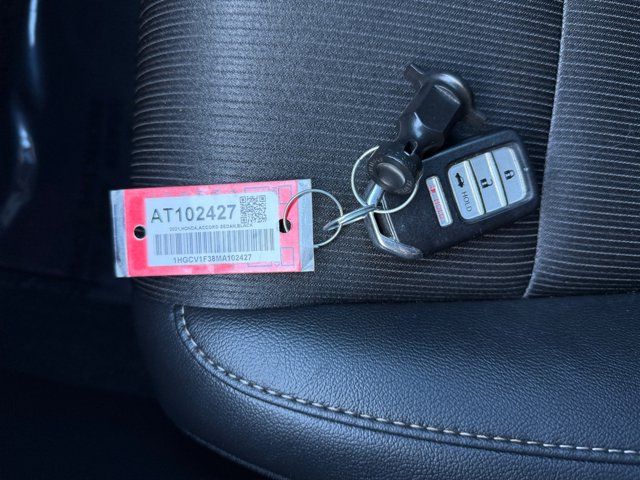 AT102427
2021,HONDA,ACCORD SEDAN,BLACK
1HGCV1F38MA102427
HOLD